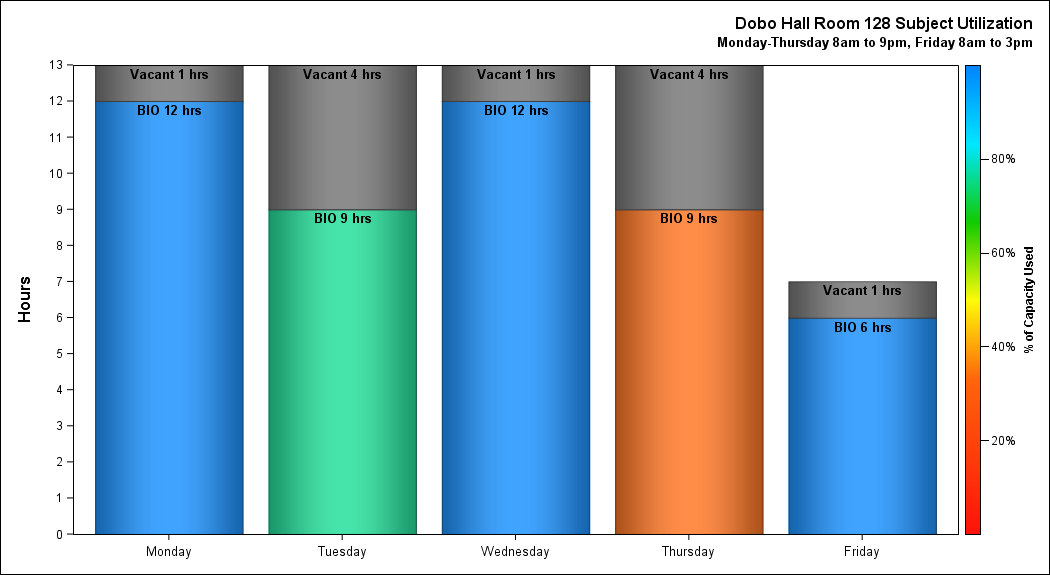 Dobo Hall Room 128 Subject Utilization
Monday-Thursday 8am to 9pm, Friday 8am to 3pm
Hours
13
12
11
10
9
8
7
6
5
4
3
2
1
0
Vacant 1 hrs
BIO 12 hrs
Vacant 4 hrs
BIO 9 hrs
Vacant 1 hrs
BIO 12 hrs
Vacant 4 hrs
BIO 9 hrs
Vacant 1 hrs
BIO 6 hrs
Monday
Tuesday
Wednesday
Thursday
Friday
80%
60%
40%
20%
% of Capacity Used